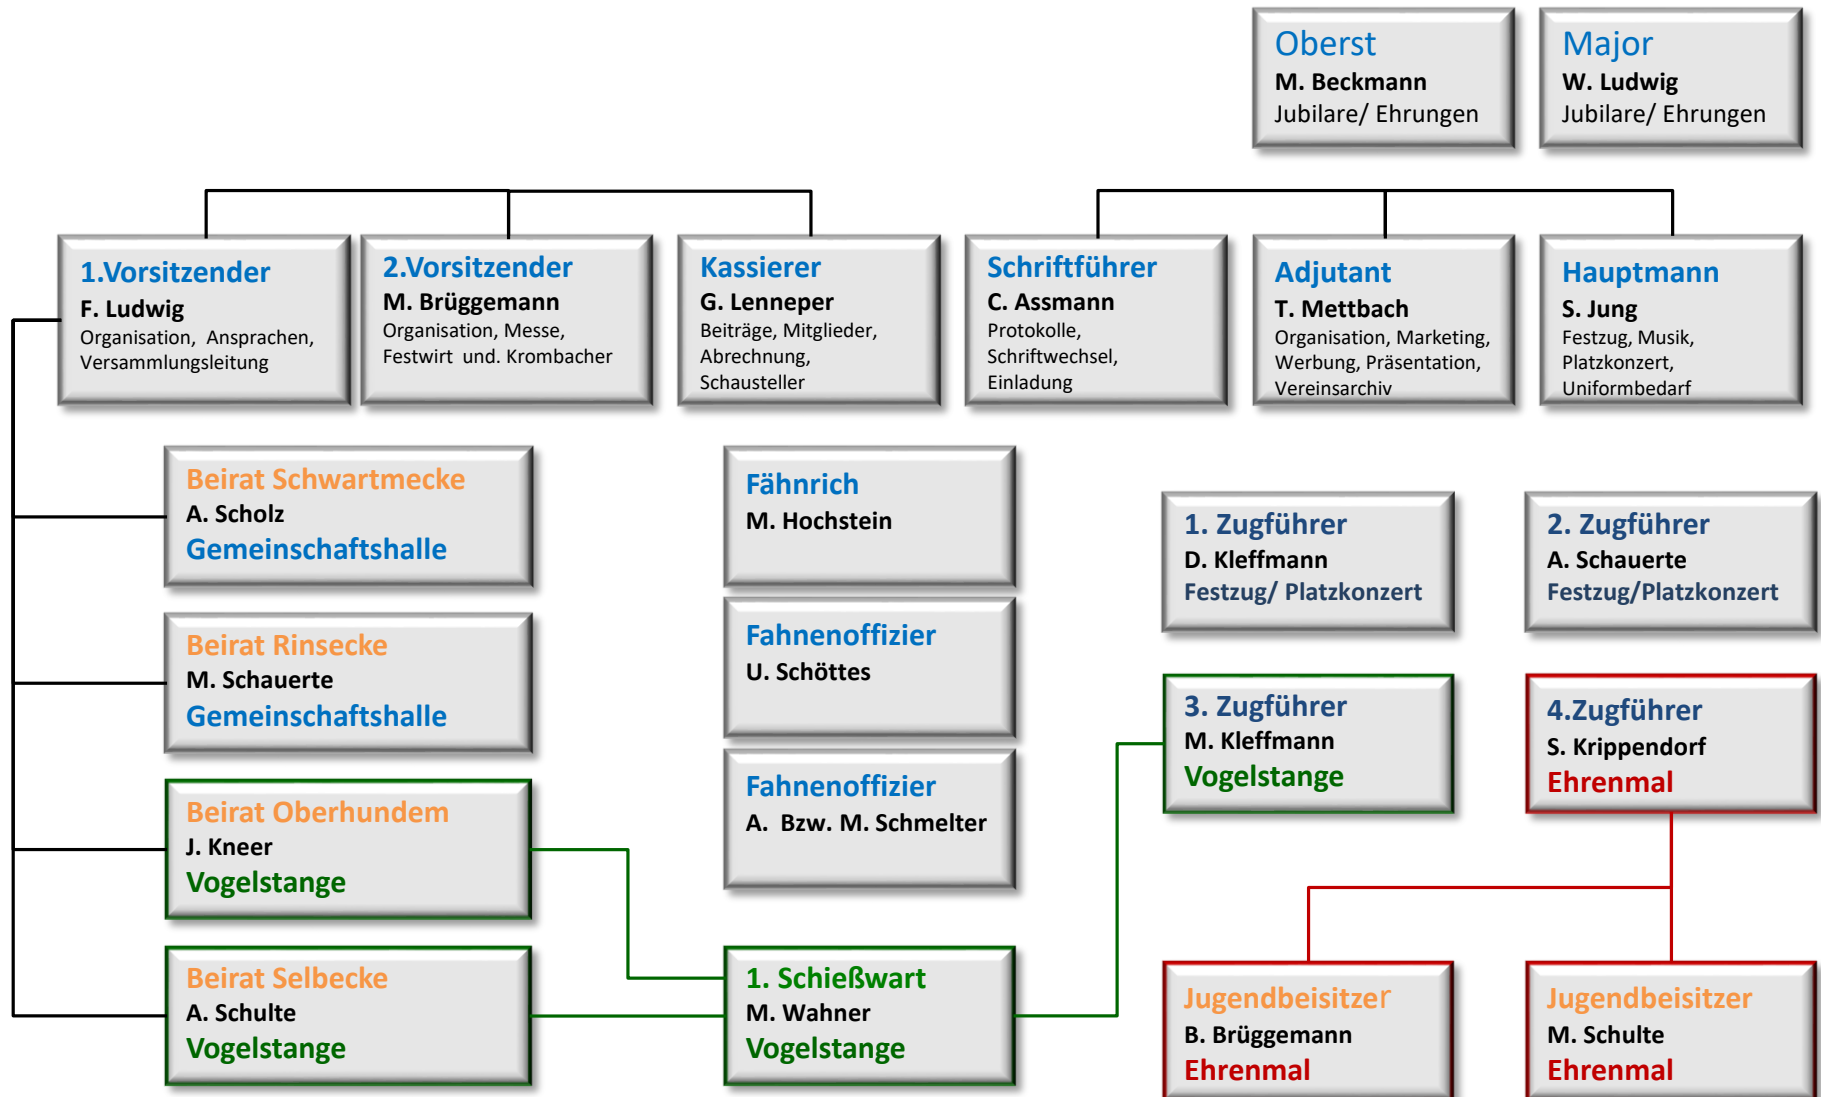 Oberst
M. Beckmann
Jubilare/ Ehrungen
Major
W. Ludwig
Jubilare/ Ehrungen
1.Vorsitzender
F. Ludwig
Organisation, Ansprachen,
Versammlungsleitung
2.Vorsitzender
M. Brüggemann
Organisation, Messe,
Festwirt und. Krombacher
Kassierer
G. Lenneper
Beiträge, Mitglieder,
Abrechnung,
Schausteller
Schriftführer
C. Assmann
Protokolle,
Schriftwechsel,
Einladung
Adjutant
T. Mettbach
Organisation, Marketing,
Werbung, Präsentation,
Vereinsarchiv
Hauptmann
S. Jung
Festzug, Musik,
Platzkonzert,
Uniformbedarf
Beirat Schwartmecke
A. Scholz
Gemeinschaftshalle
Fähnrich
M. Hochstein
1. Zugführer
D. Kleffmann
Festzug/ Platzkonzert
2. Zugführer
A. Schauerte
Festzug/Platzkonzert
Beirat Rinsecke
M. Schauerte
Gemeinschaftshalle
Fahnenoffizier
U. Schöttes
3. Zugführer
M. Kleffmann
Vogelstange
4.Zugführer
S. Krippendorf
Ehrenmal
Beirat Oberhundem
J. Kneer
Vogelstange
Fahnenoffizier
A. Bzw. M. Schmelter
Beirat Selbecke
A. Schulte
Vogelstange
1. Schießwart
M. Wahner
Vogelstange
Jugendbeisitzer
B. Brüggemann
Ehrenmal
Jugendbeisitzer
M. Schulte
Ehrenmal